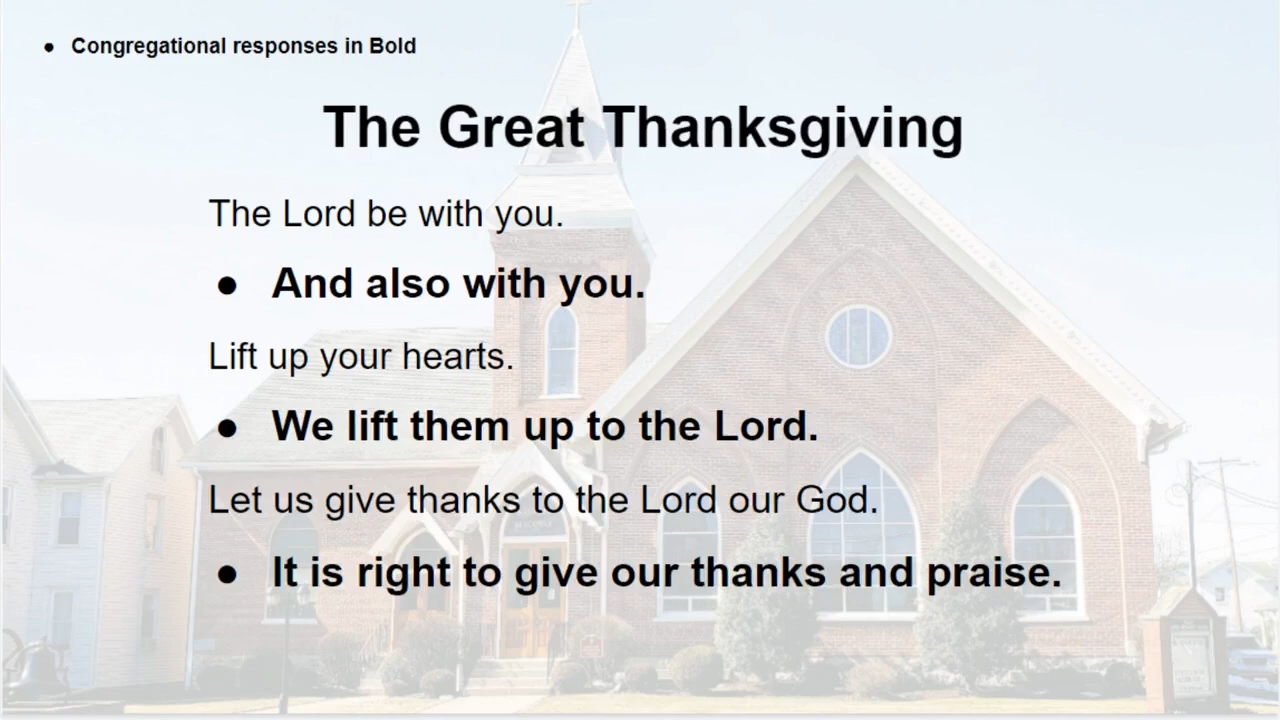 ● Congregational responses in Bold
The Great Thanksgiving
The Lord be with you.
● And also with you.
Lift up your hearts.
● We lift them up to the Lord.
Let us give thanks to the Lord our God.
● It is right to give our thanks and praise.